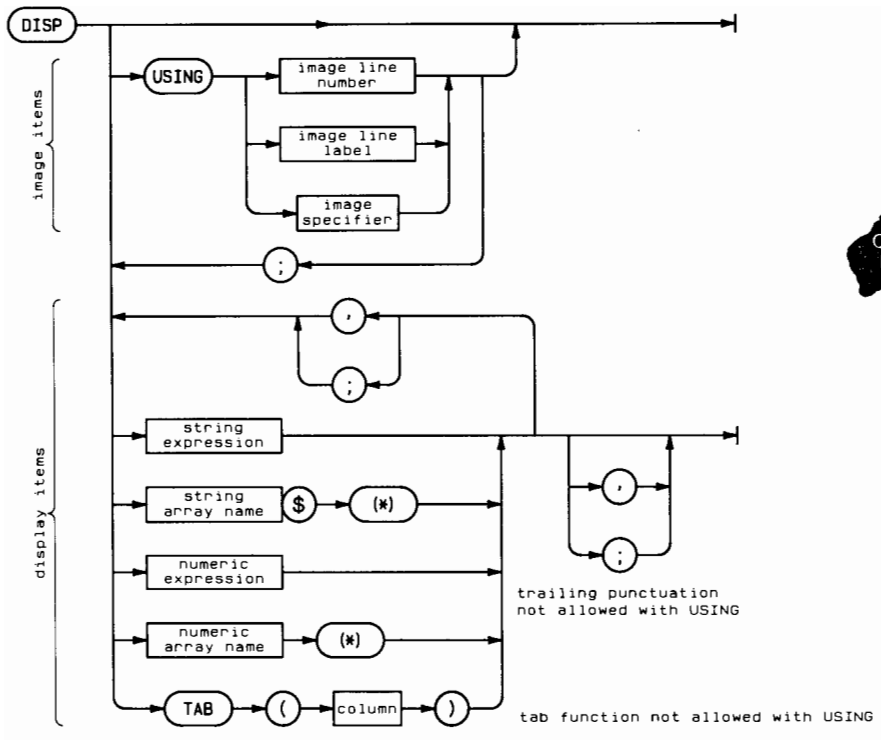 DISP
USING
image line
number
image line
label
image
specifier
image items
;
,
;
string
expression
string
array name
$
(*)
numeric
expression
numeric
array name
(*)
TAB
(
column
)
display items
,
;
trailing punctuation
not allowed with USING
tab function not allowed with USING